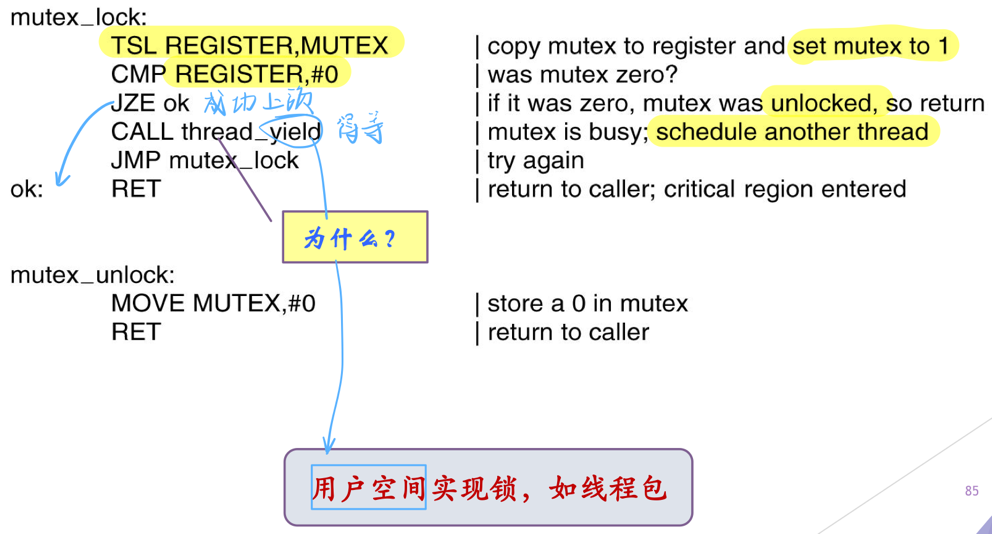 mutex_lock:
TSL REGISTER,MUTEX | copy mutex to register and set mutex to 1
CMP REGISTER,#0 | was mutex zero?
JZE ok 成功上锁 | if it was zero, mutex was unlocked, so return
CALL thread_yield 得等 | mutex is busy; schedule another thread
JMP mutex_lock | try again
ok: RET | return to caller; critical region entered
为什么?
mutex_unlock:
MOVE MUTEX,#0 | store a 0 in mutex
RET | return to caller
用户空间实现锁，如线程包
85